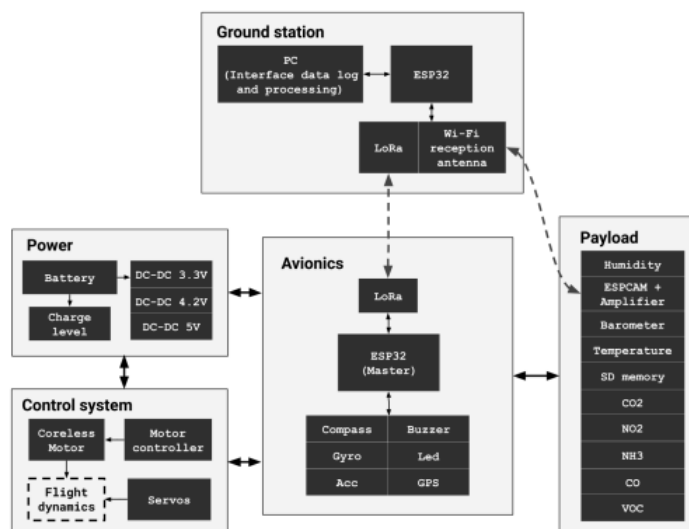 Ground station
PC
(Interface data log
and processing)
ESP32
LoRa
Wi-Fi
reception
antenna
Power
Battery
Charge
level
DC-DC 3.3V
DC-DC 4.2V
DC-DC 5V
Avionics
LoRa
ESP32
(Master)
Compass
Buzzer
Gyro
Led
Acc
GPS
Payload
Humidity
ESPCAM +
Amplifier
Barometer
Temperature
SD memory
CO2
NO2
NH3
CO
VOC
Control system
Coreless
Motor
Motor
controller
Flight
dynamics
Servos